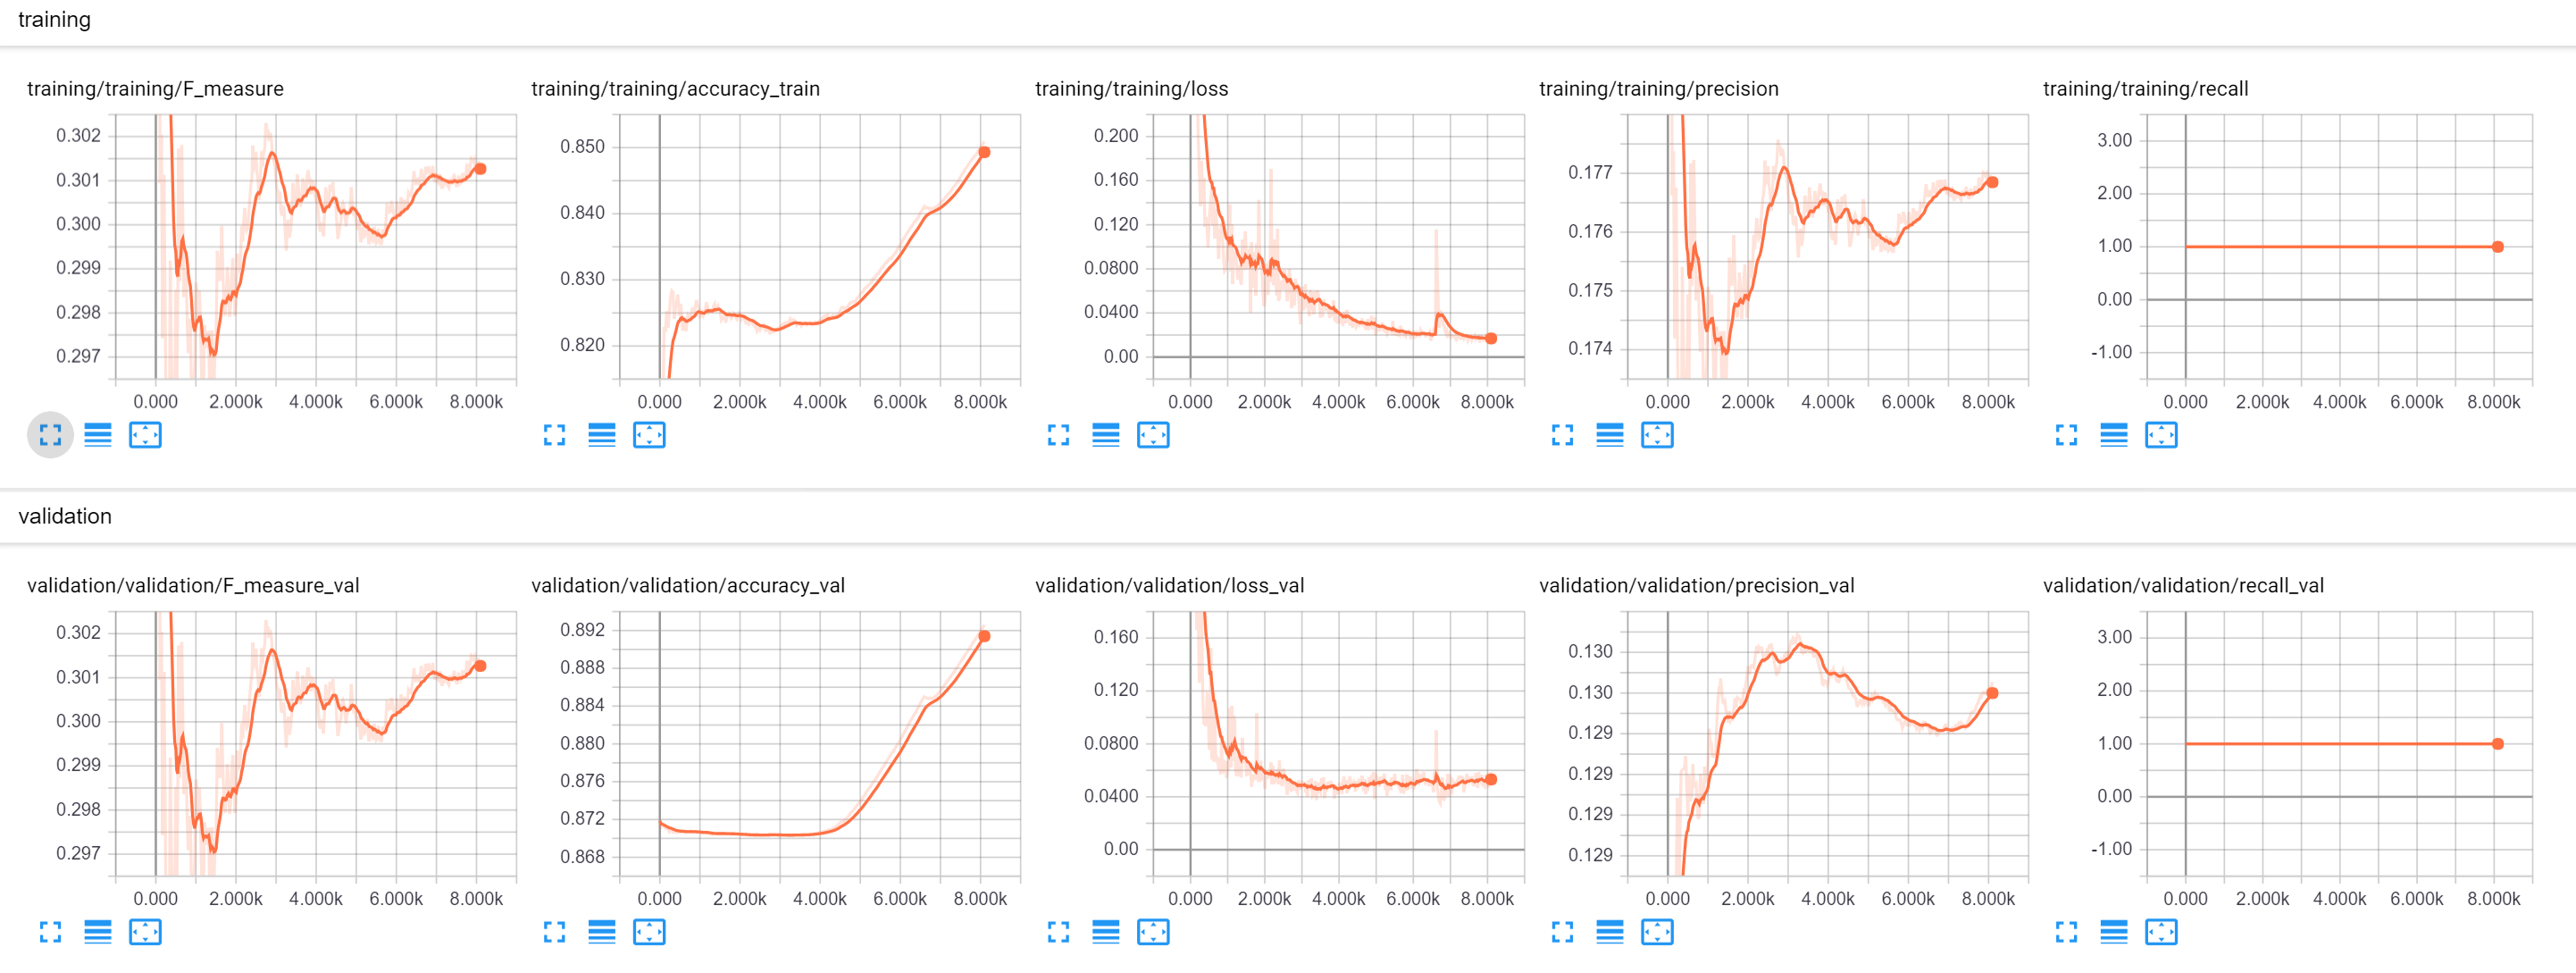 training
training/training/F_measure
0.302
0.301
0.300
0.299
0.298
0.297
0.000 2.000k 4.000k 6.000k 8.000k
training/training/accuracy_train
0.850
0.840
0.830
0.820
0.000 2.000k 4.000k 6.000k 8.000k
training/training/loss
0.200
0.160
0.120
0.0800
0.0400
0.00
0.000 2.000k 4.000k 6.000k 8.000k
training/training/precision
0.177
0.176
0.175
0.174
0.000 2.000k 4.000k 6.000k 8.000k
training/training/recall
3.00
2.00
1.00
0.00
-1.00
0.000 2.000k 4.000k 6.000k 8.000k
validation
validation/validation/F_measure_val
0.302
0.301
0.300
0.299
0.298
0.297
0.000 2.000k 4.000k 6.000k 8.000k
validation/validation/accuracy_val
0.892
0.888
0.884
0.880
0.876
0.872
0.868
0.000 2.000k 4.000k 6.000k 8.000k
validation/validation/loss_val
0.160
0.120
0.0800
0.0400
0.00
0.000 2.000k 4.000k 6.000k 8.000k
validation/validation/precision_val
0.130
0.130
0.129
0.129
0.129
0.129
0.000 2.000k 4.000k 6.000k 8.000k
validation/validation/recall_val
3.00
2.00
1.00
0.00
-1.00
0.000 2.000k 4.000k 6.000k 8.000k